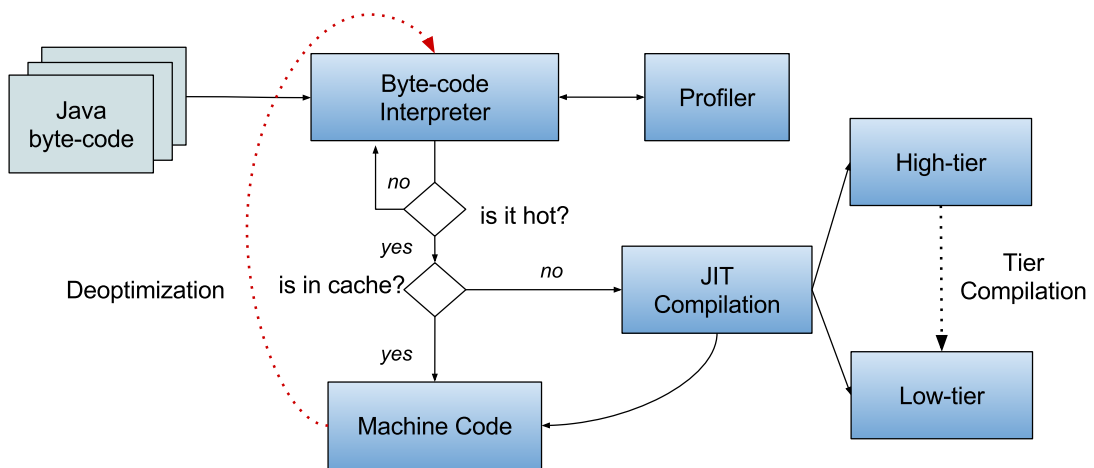 Java
byte-code
Byte-code
Interpreter
Profiler
no
is it hot?
yes
is in cache?
no
yes
Deoptimization
JIT
Compilation
Machine Code
High-tier
Tier
Compilation
Low-tier